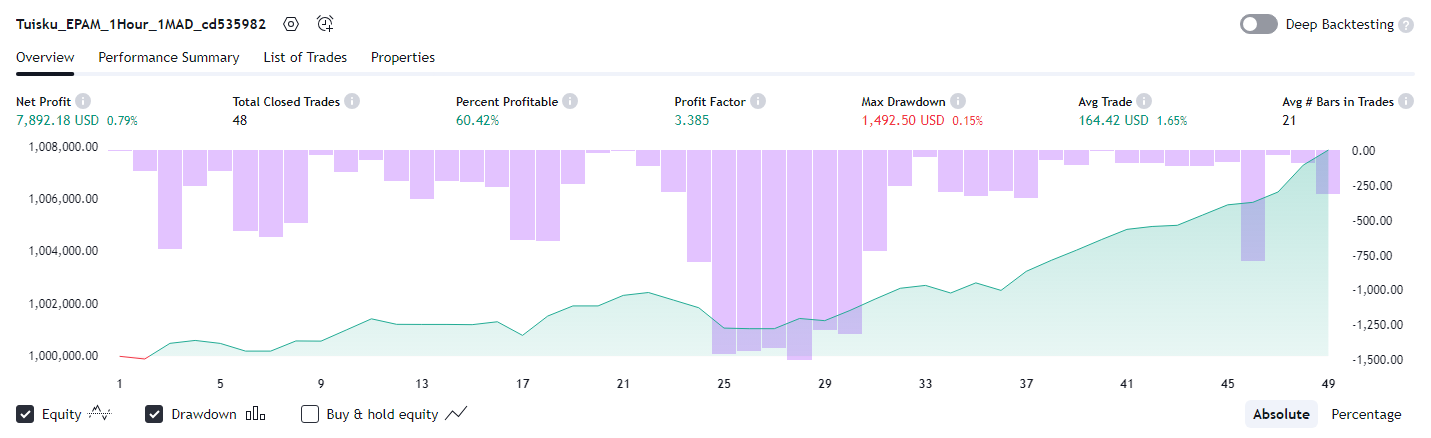 Tuisku_EPAM_1Hour_1MAD_cd535982 Deep Backtesting ?
Overview Performance Summary List of Trades Properties
Net Profit i Total Closed Trades i Percent Profitable i Profit Factor i Max Drawdown i Avg Trade i Avg # Bars in Trades i
7,892.18 USD 0.79% 48 60.42% 3.385 1,492.50 USD 0.15% 164.42 USD 1.65% 21
1,008,000.00 0.00
-250.00
1,006,000.00
-500.00
1,004,000.00 -750.00
-1,000.00
1,002,000.00
-1,250.00
1,000,000.00 -1,500.00
1 5 9 13 17 21 25 29 33 37 41 45 49
Equity Drawdown Buy & hold equity Absolute Percentage